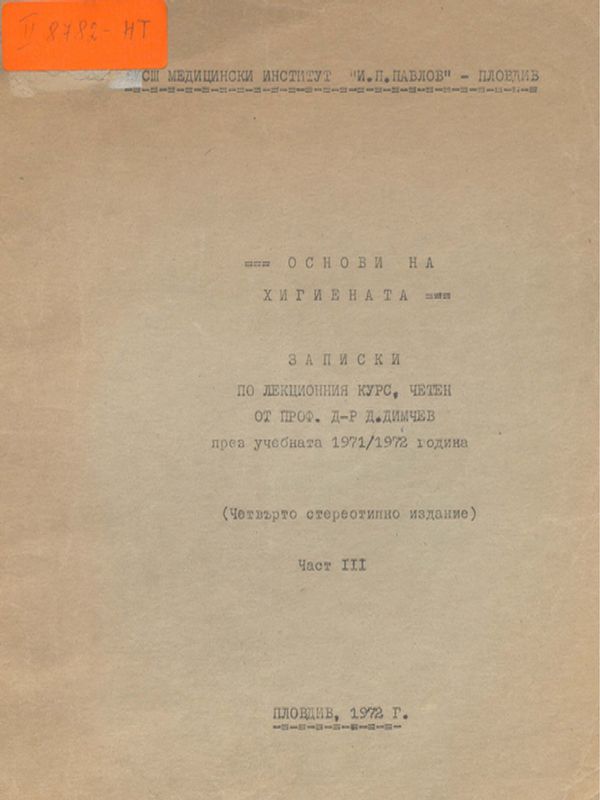 II 8782-НТ
СШ МЕДИЦИНСКИ ИНСТИТУТ "И.П.ПАВЛОВ" - ПЛОВДИВ
=== ОСНОВИ НА
ХИГИЕНАТА ===
ЗАПИСКИ
ПО ЛЕКЦИОННИЯ КУРС, ЧЕТЕН
ОТ ПРОФ. Д-Р Д.ДИМЧЕВ
през учебната 1971/1972 година
(Четвърто стереотипно издание)
Част III
ПЛОВДИВ, 1972 Г.